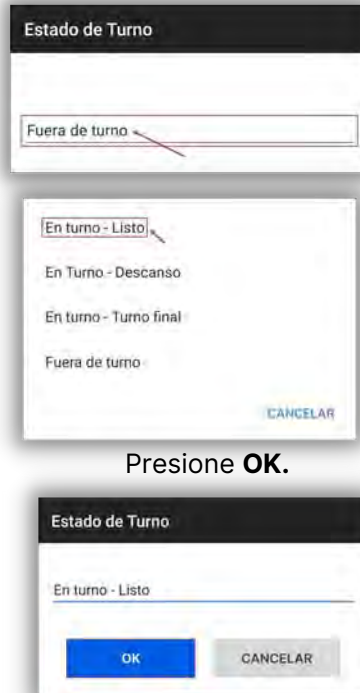 Estado de Turno
Fuera de turno
En turno - Listo
En Turno - Descanso
En turno - Turno final
Fuera de turno
CANCELAR
Presione OK.
Estado de Turno
En turno - Listo
OK CANCELAR